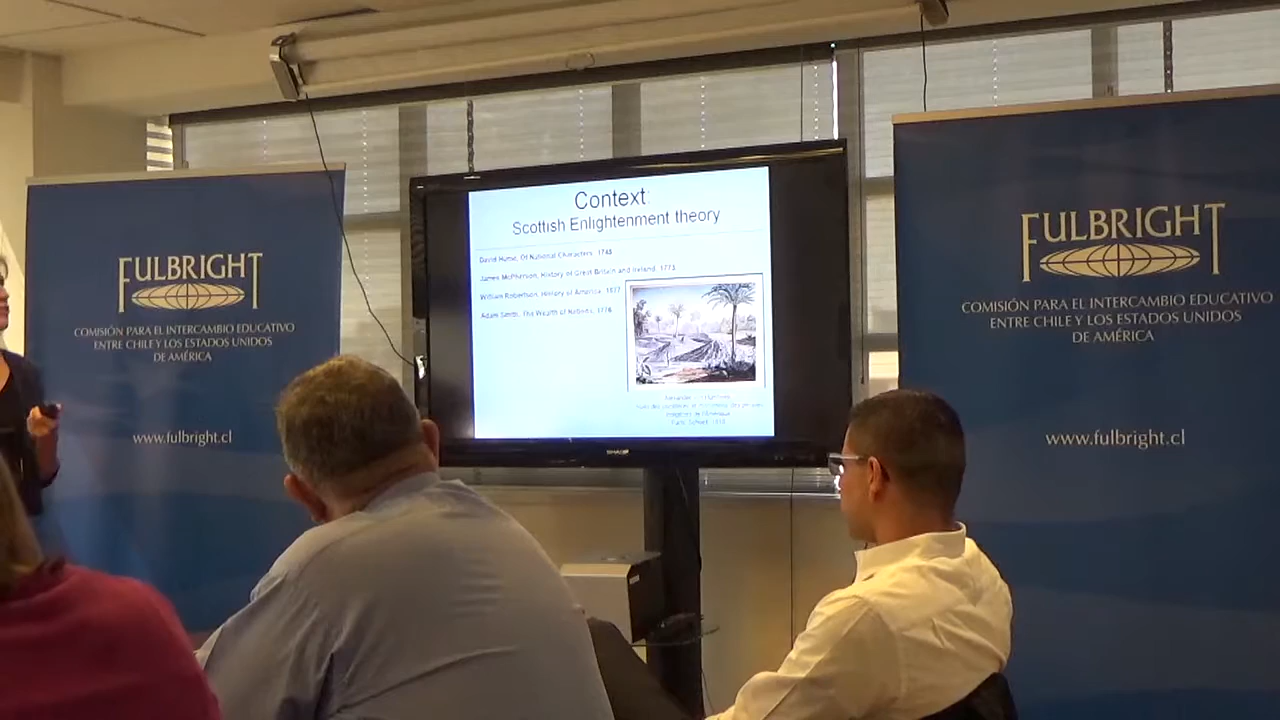 FULBRIGHT
COMISIÓN PARA EL INTERCAMBIO EDUCATIVO
ENTRE CHILE Y LOS ESTADOS UNIDOS
DE AMÉRICA
www.fulbright.cl
Context:
Scottish Enlightenment theory
David Hume, Of National Characters, 1748
James McPherson, History of Great Britain and Ireland, 1773
William Robertson, History of America,
Adam Smith, The Wealth of Nations, 1776
SHARP
FULBRIGHT
COMISIÓN PARA EL INTERCAMBIO EDUCATIVO
ENTRE CHILE Y LOS ESTADOS UNIDOS
DE AMÉRICA
www.fulbright.cl